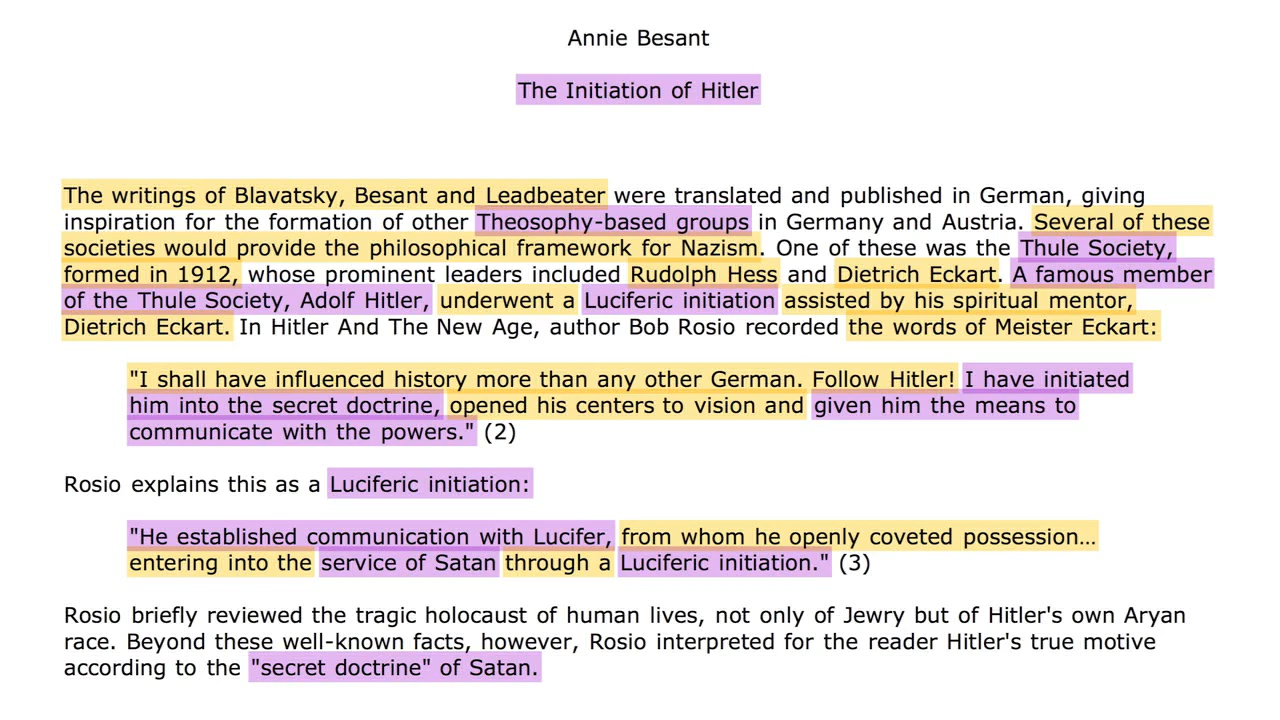 Annie Besant
The Initiation of Hitler
The writings of Blavatsky, Besant and Leadbeater were translated and published in German, giving
inspiration for the formation of other Theosophy-based groups in Germany and Austria. Several of these
societies would provide the philosophical framework for Nazism. One of these was the Thule Society,
formed in 1912, whose prominent leaders included Rudolph Hess and Dietrich Eckart. A famous member
of the Thule Society, Adolf Hitler, underwent a Luciferic initiation assisted by his spiritual mentor,
Dietrich Eckart. In Hitler And The New Age, author Bob Rosio recorded the words of Meister Eckart:
"I shall have influenced history more than any other German. Follow Hitler! I have initiated
him into the secret doctrine, opened his centers to vision and given him the means to
communicate with the powers." (2)
Rosio explains this as a Luciferic initiation:
"He established communication with Lucifer, from whom he openly coveted possession…
entering into the service of Satan through a Luciferic initiation." (3)
Rosio briefly reviewed the tragic holocaust of human lives, not only of Jewry but of Hitler's own Aryan
race. Beyond these well-known facts, however, Rosio interpreted for the reader Hitler's true motive
according to the "secret doctrine" of Satan.